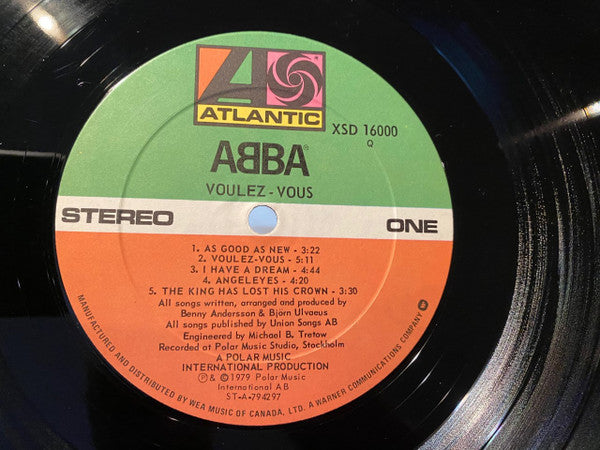 ATLANTIC
XSD 16000
Q
ABBA®
VOULEZ-VOUS
STEREO
ONE
1. AS GOOD AS NEW - 3:22
2. VOULEZ-VOUS - 5:11
3. I HAVE A DREAM - 4:44
4. ANGELEYES - 4:20
5. THE KING HAS LOST HIS CROWN - 3:30
All songs written, arranged and produced by
Benny Andersson & Björn Ulvaeus
All songs published by Union Songs AB
Engineered by Michael B. Tretow
Recorded at Polar Music Studio, Stockholm
A POLAR MUSIC
INTERNATIONAL PRODUCTION
℗ & © 1979 Polar Music
International AB
ST-A-794297
MANUFACTURED AND DISTRIBUTED BY WEA MUSIC OF CANADA, LTD. A WARNER COMMUNICATIONS COMPANY